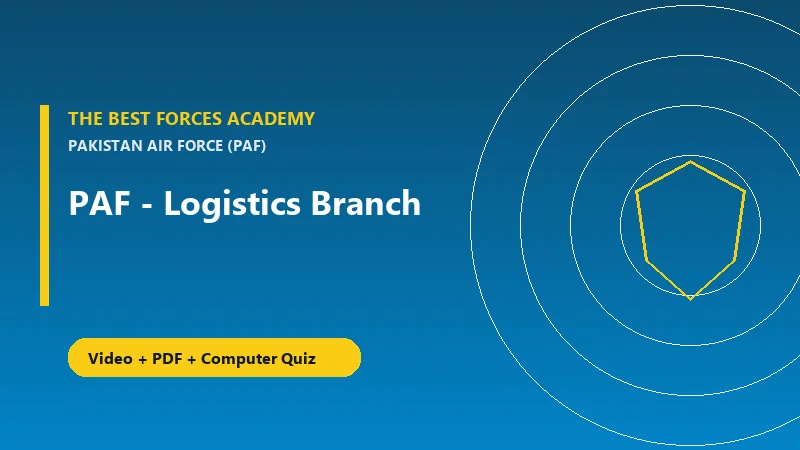 THE BEST FORCES ACADEMY
PAKISTAN AIR FORCE (PAF)
PAF - Logistics Branch
Video + PDF + Computer Quiz